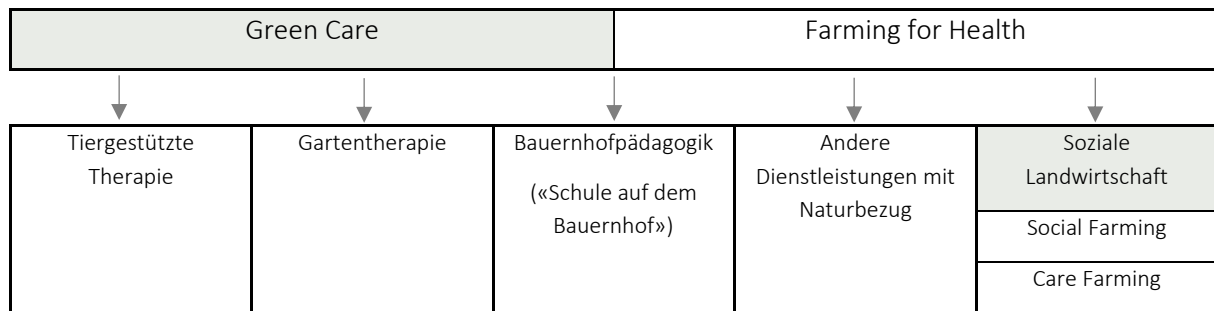 Green Care
Farming for Health
Tiergestützte
Therapie
Gartentherapie
Bauernhofpädagogik
(«Schule auf dem
Bauernhof»)
Andere
Dienstleistungen mit
Naturbezug
Soziale
Landwirtschaft
Social Farming
Care Farming